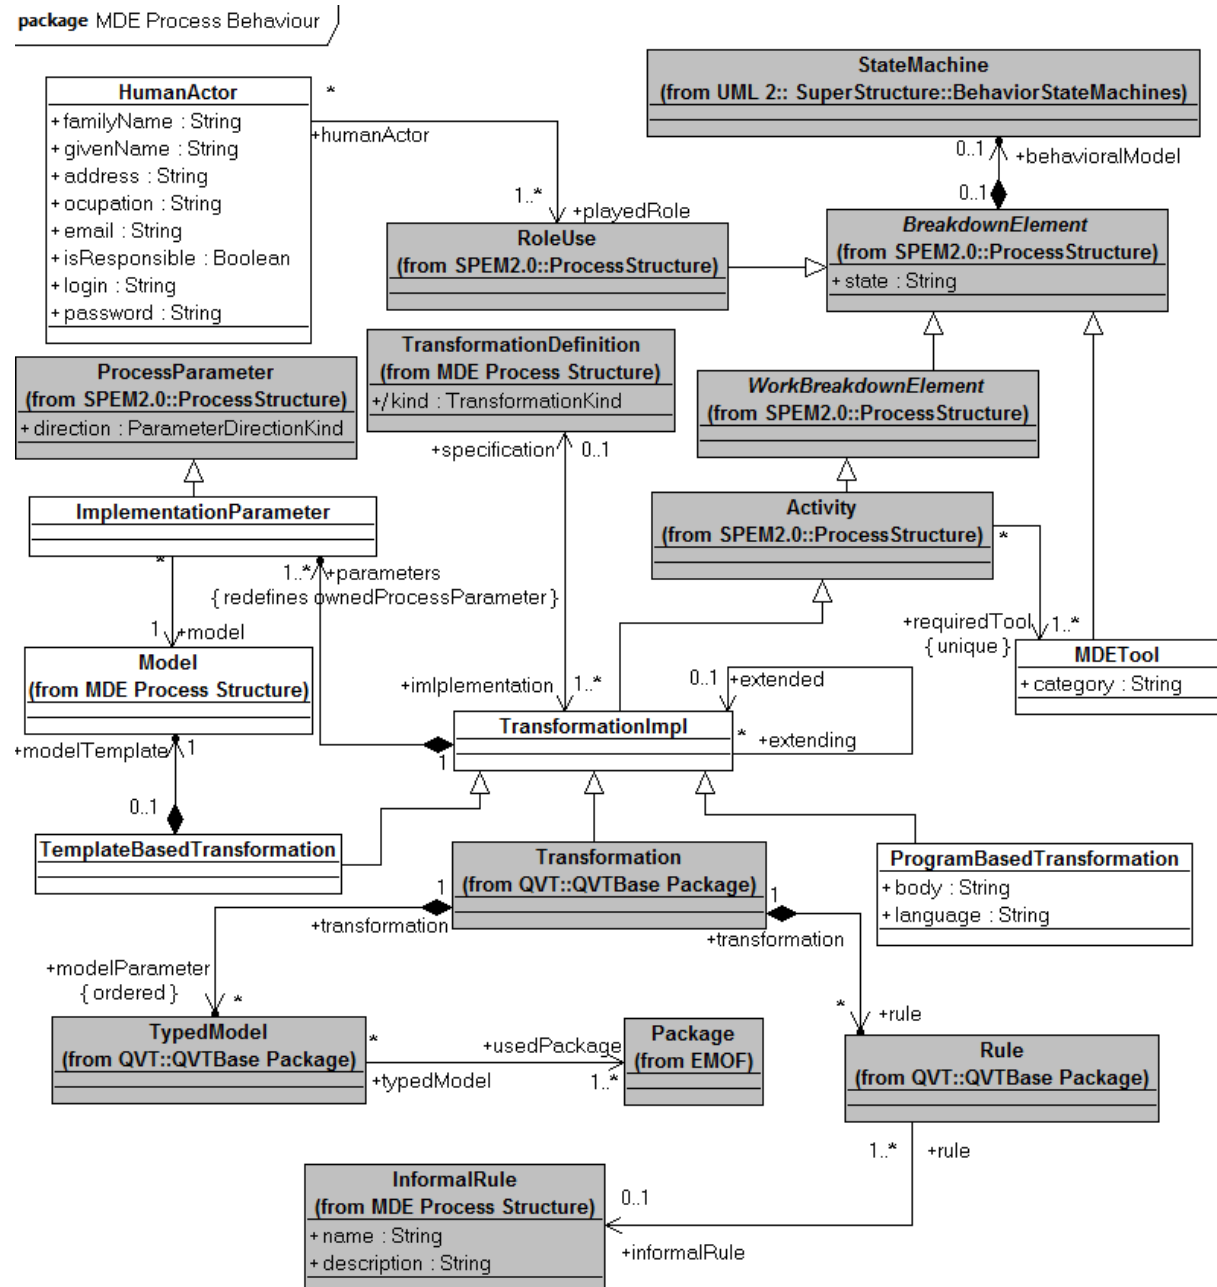 package MDE Process Behaviour
StateMachine
(from UML 2:: SuperStructure::BehaviorStateMachines)
HumanActor
+ familyName : String
+ givenName : String
+ address : String
+ ocupation : String
+ email : String
+ isResponsible : Boolean
+ login : String
+ password : String
*
+humanActor
1..*
+playedRole
0..1
+behavioralModel
0..1
RoleUse
(from SPEM2.0::ProcessStructure)
BreakdownElement
(from SPEM2.0::ProcessStructure)
+ state : String
TransformationDefinition
(from MDE Process Structure)
+/ kind : TransformationKind
ProcessParameter
(from SPEM2.0::ProcessStructure)
+ direction : ParameterDirectionKind
WorkBreakdownElement
(from SPEM2.0::ProcessStructure)
+specification
0..1
ImplementationParameter
Activity
(from SPEM2.0::ProcessStructure)
*
*
1..*
+parameters
{ redefines ownedProcessParameter }
+requiredTool
{ unique }
1..*
1
+model
Model
(from MDE Process Structure)
MDETool
+ category : String
+imlplementation
1..*
0..1
+extended
TransformationImpl
*
+extending
1
+modelTemplate
1
0..1
TemplateBasedTransformation
Transformation
(from QVT::QVTBase Package)
ProgramBasedTransformation
+ body : String
+ language : String
1
+transformation
1
+transformation
+modelParameter
{ ordered }
*
*
+rule
TypedModel
(from QVT::QVTBase Package)
*
+typedModel
+usedPackage
1..*
Package
(from EMOF)
Rule
(from QVT::QVTBase Package)
1..*
+rule
InformalRule
(from MDE Process Structure)
+ name : String
+ description : String
0..1
+informalRule